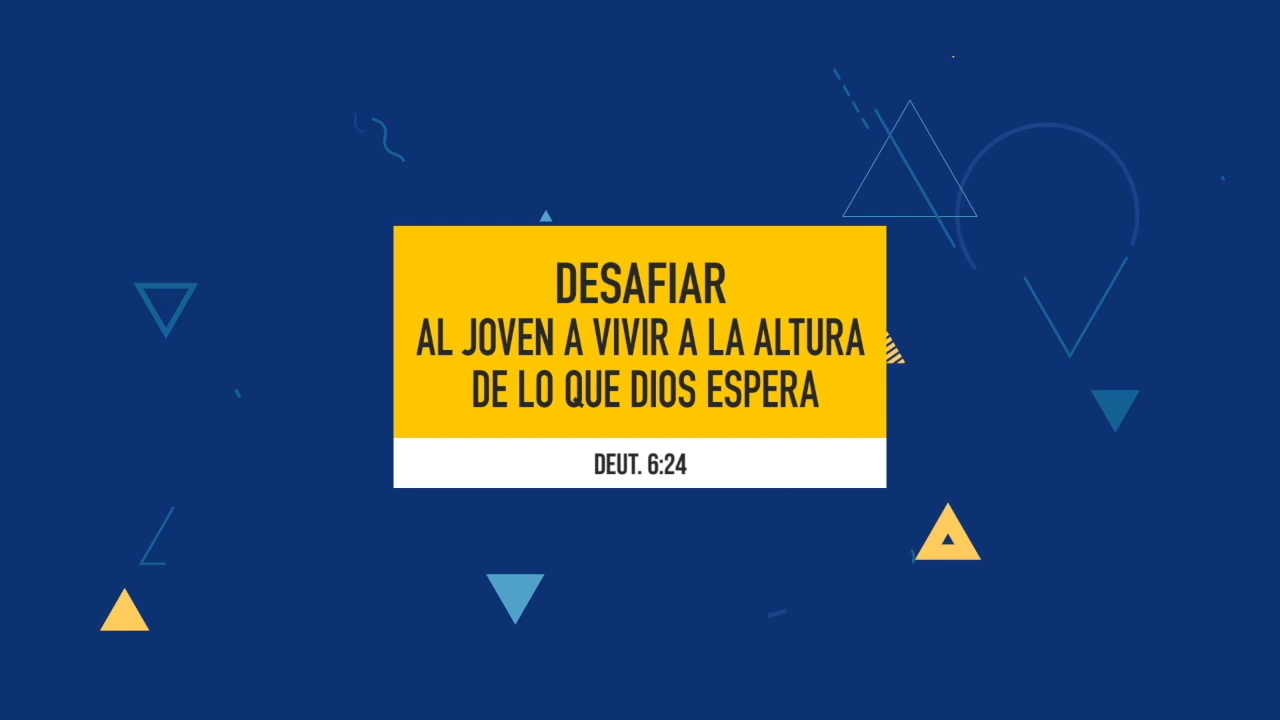 DESAFIAR
AL JOVEN A VIVIR A LA ALTURA
DE LO QUE DIOS ESPERA
DEUT. 6:24